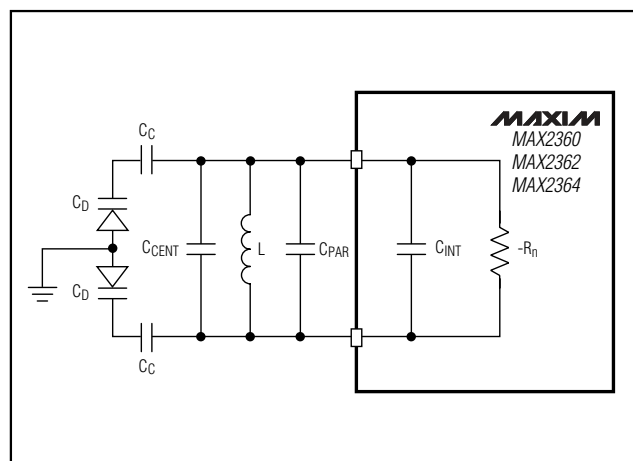 MAXIM
MAX2360
MAX2362
MAX2364
CC
CD
CCENT
L
CPAR
CINT
-Rn
CD
CC